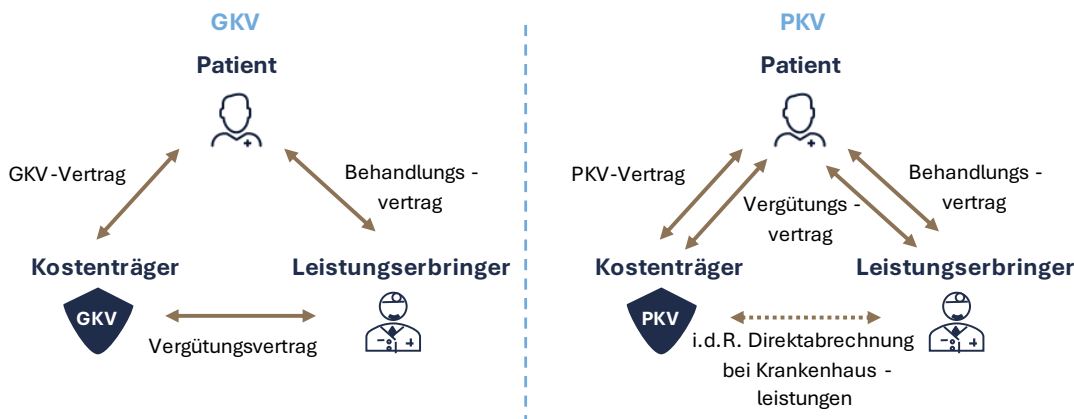 GKV
Patient
GKV-Vertrag
Behandlungs -
vertrag
Kostenträger
Leistungserbringer
GKV
Vergütungsvertrag
PKV
Patient
PKV-Vertrag
Vergütungs -
vertrag
Behandlungs -
vertrag
Kostenträger
Leistungserbringer
PKV
i.d.R. Direktabrechnung
bei Krankenhaus -
leistungen